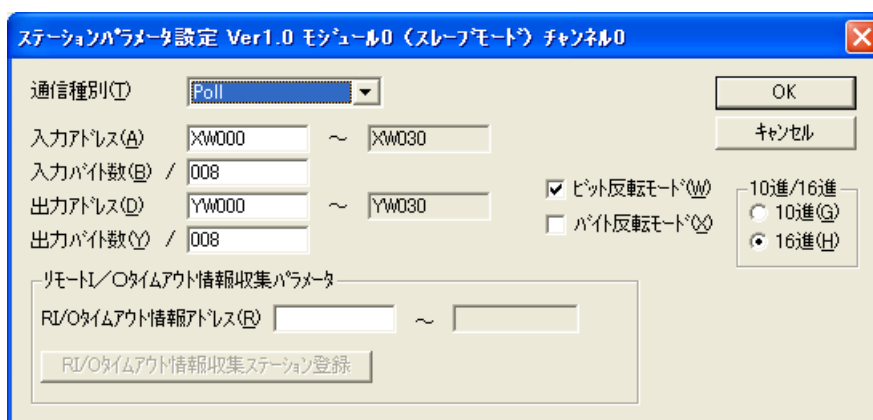 ステーションパラメータ設定 Ver1.0 モジュール0 (スレーブモード) チャンネル0
通信種別(T) Poll
OK
キャンセル
入力アドレス(A) XW000 ～ XW030
入力バイト数(B) / 008
出力アドレス(D) YW000 ～ YW030
出力バイト数(Y) / 008
ビット反転モード(W)
バイト反転モード(X)
10進/16進
10進(G)
16進(H)
リモートI/Oタイムアウト情報収集パラメータ
RI/Oタイムアウト情報アドレス(R) ～
RI/Oタイムアウト情報収集ステーション登録